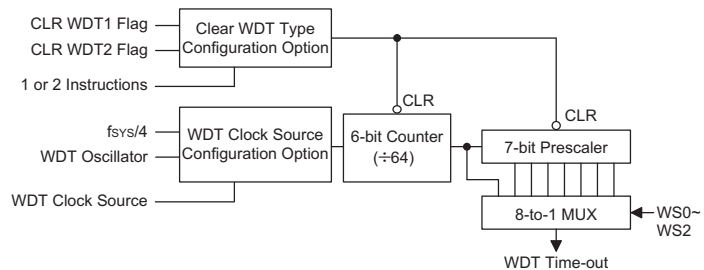 CLR WDT1 Flag
CLR WDT2 Flag
1 or 2 Instructions
Clear WDT Type
Configuration Option
CLR
CLR
fSYS/4
WDT Oscillator
WDT Clock Source
WDT Clock Source
Configuration Option
6-bit Counter
(÷64)
7-bit Prescaler
8-to-1 MUX
WS0~
WS2
WDT Time-out